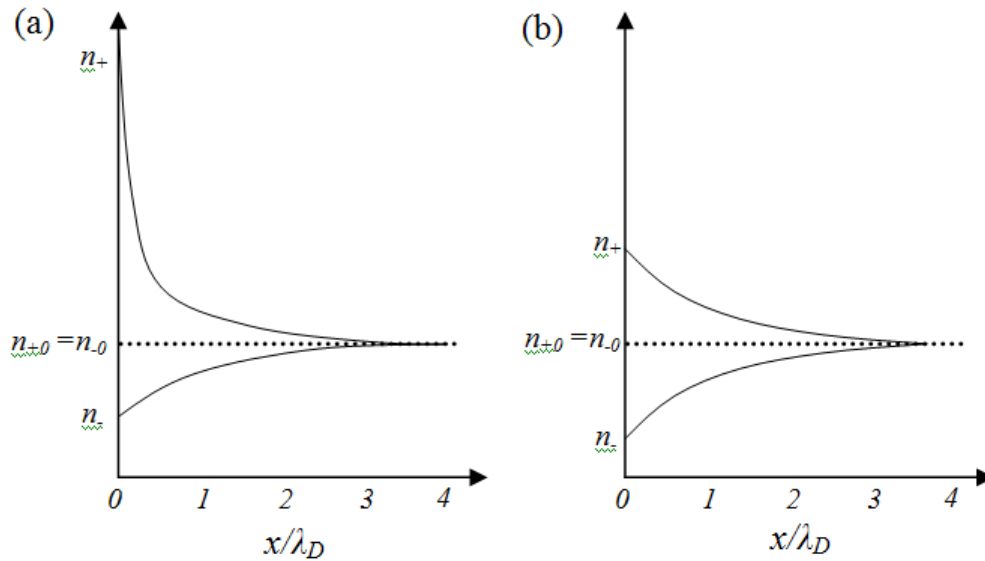 (a)
n+
n+0 =n-0
n-
0 1 2 3 4
x/λD
(b)
n+
n+0 =n-0
n-
0 1 2 3 4
x/λD